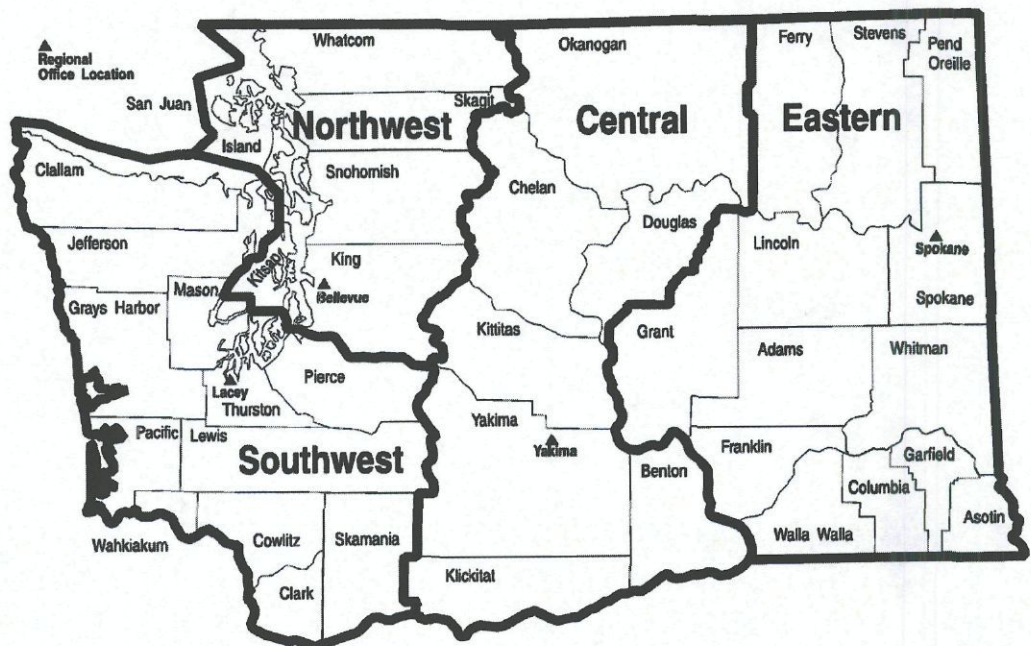 Whatcom
Okanogan
Ferry
Stevens
Pend
Oreille
Regional
Office Location
San Juan
Skagit
Northwest
Central
Eastern
Island
Clallam
Snohomish
Chelan
Douglas
Jefferson
King
Lincoln
Spokane
Kitsap
Mason
Bellevue
Grays Harbor
Spokane
Kittitas
Grant
Adams
Whitman
Pierce
Lacey
Thurston
Yakima
Pacific
Lewis
Yakima
Franklin
Southwest
Benton
Garfield
Columbia
Asotin
Wahkiakum
Cowlitz
Skamania
Walla Walla
Klickitat
Clark